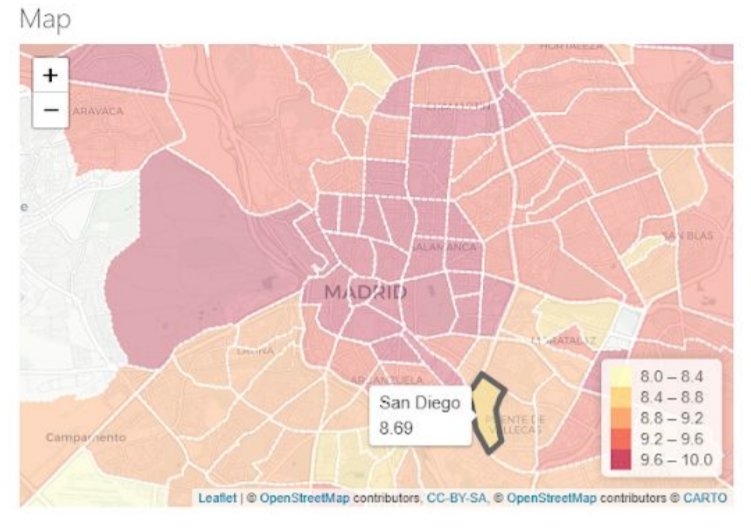 Map
+
−
HORTALEZA
ARAVACA
CHAMARTÍN
e
SAN BLAS
SALAMANCA
MADRID
MORATALAZ
LATINA
ARGANZUELA
San Diego
8.69
PUENTE DE
VALLECAS
Campamento
8.0 – 8.4
8.4 – 8.8
8.8 – 9.2
9.2 – 9.6
9.6 – 10.0
Leaflet | © OpenStreetMap contributors, CC-BY-SA, © OpenStreetMap contributors © CARTO